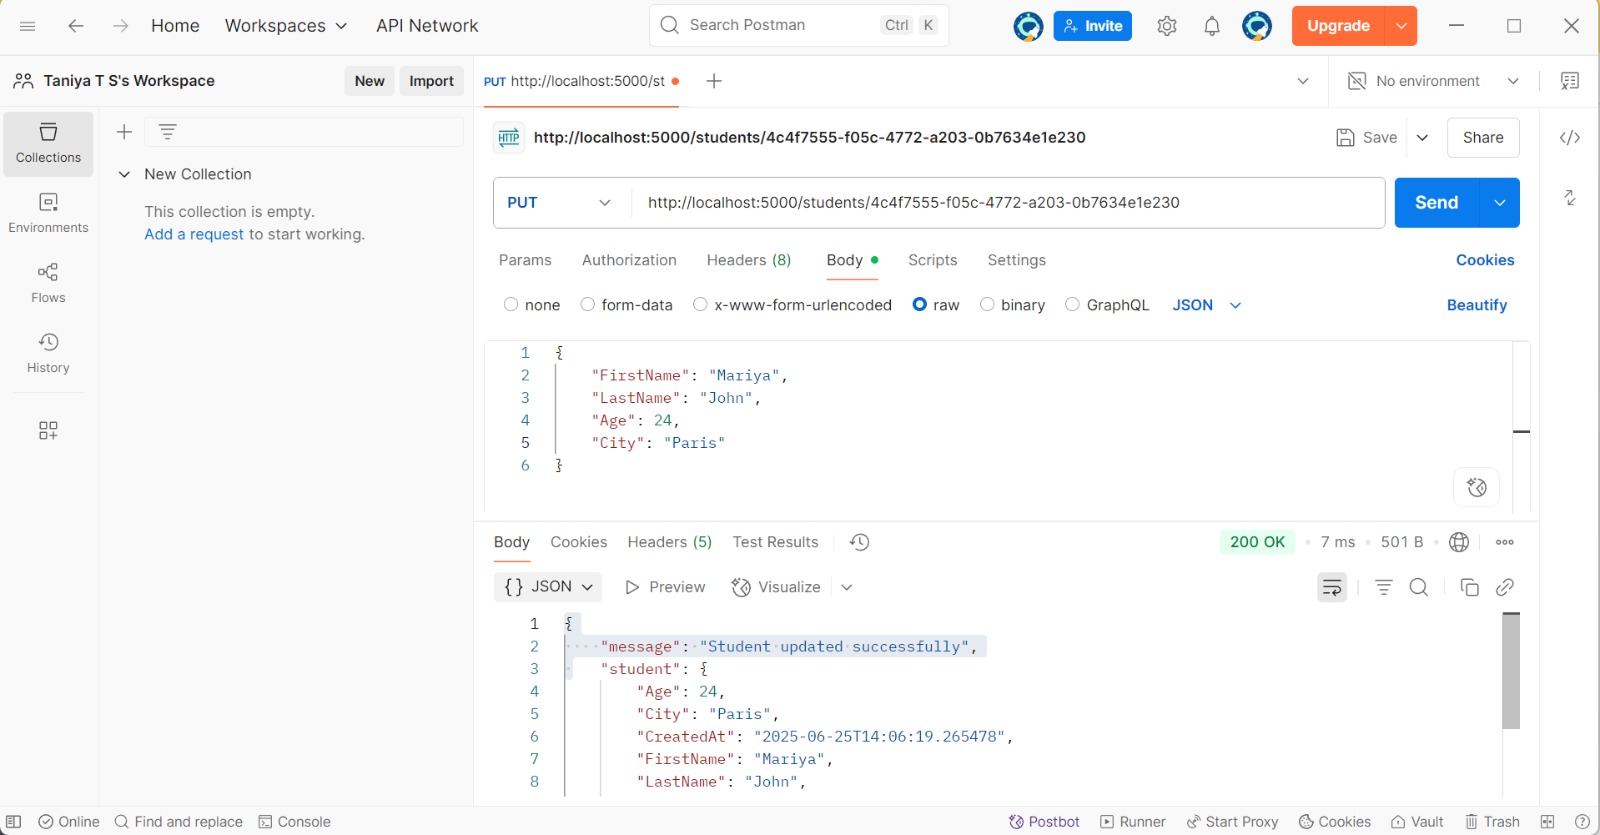 Home Workspaces API Network Search Postman Ctrl K Invite Upgrade
Taniya T S's Workspace New Import PUT http://localhost:5000/st No environment
HTTP http://localhost:5000/students/4c4f7555-f05c-4772-a203-0b7634e1e230 Save Share
Collections
Environments
Flows
History
New Collection
This collection is empty.
Add a request to start working.
PUT http://localhost:5000/students/4c4f7555-f05c-4772-a203-0b7634e1e230 Send
Params Authorization Headers (8) Body Scripts Settings Cookies
none form-data x-www-form-urlencoded raw binary GraphQL JSON Beautify
1 {
2 "FirstName": "Mariya",
3 "LastName": "John",
4 "Age": 24,
5 "City": "Paris"
6 }
Body Cookies Headers (5) Test Results 200 OK 7 ms 501 B
{} JSON Preview Visualize
1 {
2 "message": "Student updated successfully",
3 "student": {
4 "Age": 24,
5 "City": "Paris",
6 "CreatedAt": "2025-06-25T14:06:19.265478",
7 "FirstName": "Mariya",
8 "LastName": "John",
Online Find and replace Console Postbot Runner Start Proxy Cookies Vault Trash